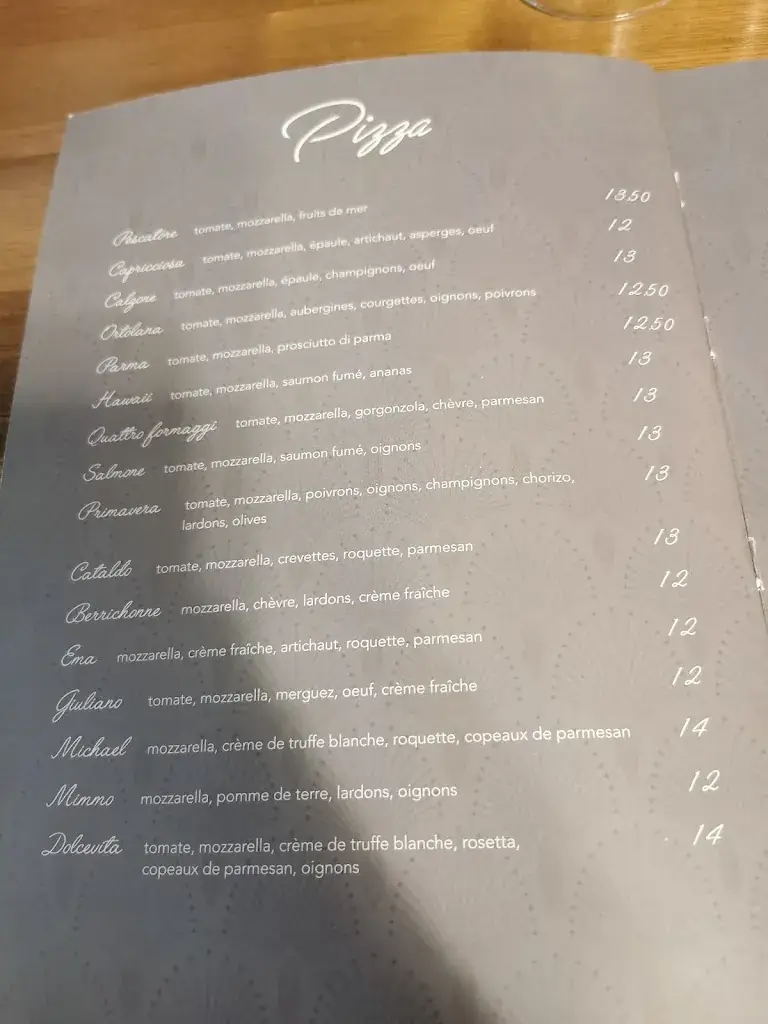 Pizza
Pescatore tomate, mozzarella, fruits de mer 13.50
Capricciosa tomate, mozzarella, épaule, artichaut, asperges, oeuf 12
Calzone tomate, mozzarella, épaule, champignons, oeuf 13
Ortolana tomate, mozzarella, aubergines, courgettes, oignons, poivrons 12.50
Parma tomate, mozzarella, prosciutto di parma 12.50
Hawaii tomate, mozzarella, saumon fumé, ananas 13
Quattro formaggi tomate, mozzarella, gorgonzola, chèvre, parmesan 13
Salmone tomate, mozzarella, saumon fumé, oignons 13
Primavera tomate, mozzarella, poivrons, oignons, champignons, chorizo, 13
lardons, olives
Cataldo tomate, mozzarella, crevettes, roquette, parmesan 13
Berrichonne mozzarella, chèvre, lardons, crème fraîche 12
Ema mozzarella, crème fraîche, artichaut, roquette, parmesan 12
Giuliano tomate, mozzarella, merguez, oeuf, crème fraîche 12
Michael mozzarella, crème de truffe blanche, roquette, copeaux de parmesan 14
Mimmo mozzarella, pomme de terre, lardons, oignons 12
Dolcevita tomate, mozzarella, crème de truffe blanche, rosetta, 14
copeaux de parmesan, oignons